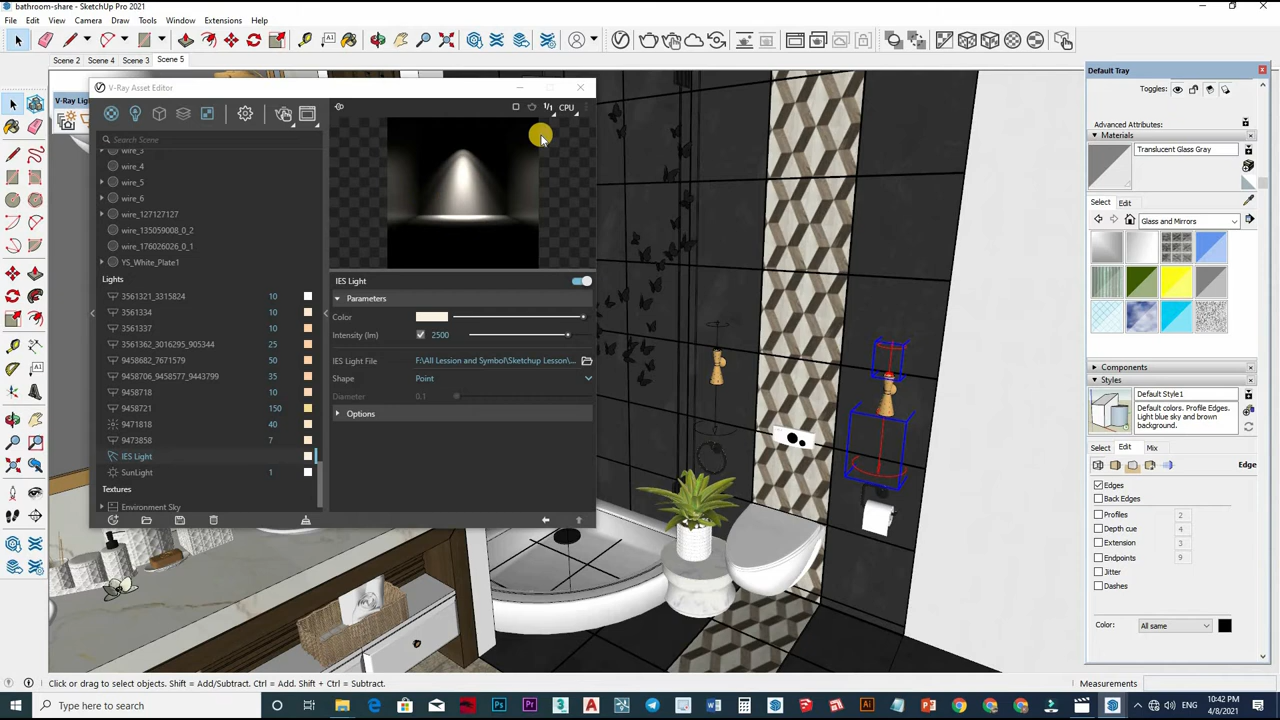 bathroom-share - SketchUp Pro 2021
File Edit View Camera Draw Tools Window Extensions Help
Scene 2 Scene 4 Scene 3 Scene 5
V-Ray Lig
V-Ray Asset Editor
CPU
Search Scene
wire_3
wire_4
wire_5
wire_6
wire_127127127
wire_135059008_0_2
wire_176026026_0_1
YS_White_Plate1
Lights
3561321_3315824 10
3561334 10
3561337 10
3561362_3016295_905344 25
9458682_7671579 50
9458706_9458577_9443799 35
9458718 10
9458721 150
9471818 40
9473858 7
IES Light
SunLight 1
Textures
Environment Sky
IES Light
Parameters
Color
Intensity (lm) 2500
IES Light File F:\All Lession and Symbol\Sketchup Lesson\...
Shape Point
Diameter 0.1
Options
Default Tray
Toggles:
Advanced Attributes:
Materials
Translucent Glass Gray
Select Edit
Glass and Mirrors
Components
Styles
Default Style1
Default colors. Profile Edges. Light blue sky and brown background.
Select Edit Mix
Edge
Edges
Back Edges
Profiles 2
Depth cue 4
Extension 3
Endpoints 9
Jitter
Dashes
Color: All same
Click or drag to select objects. Shift = Add/Subtract. Ctrl = Add. Shift + Ctrl = Subtract.
Measurements
Type here to search
ENG
10:42 PM
4/8/2021